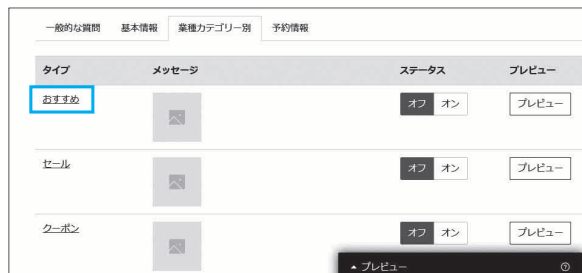 一般的な質問 基本情報 業種カテゴリー別 予約情報
タイプ メッセージ ステータス プレビュー
おすすめ オフ オン プレビュー
セール オフ オン プレビュー
クーポン オフ オン プレビュー
プレビュー